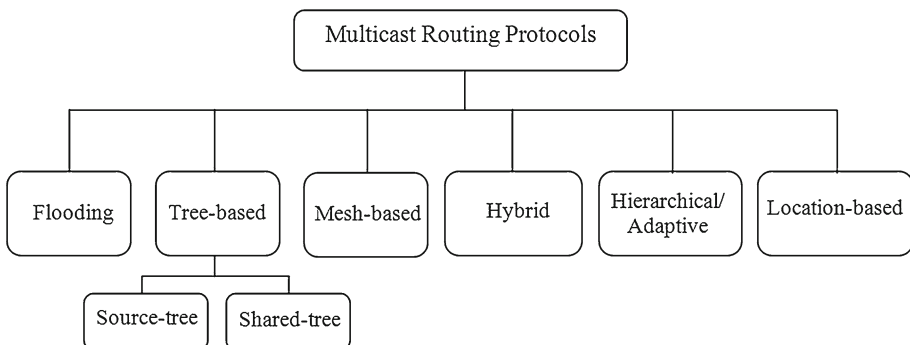 Multicast Routing Protocols
Flooding
Tree-based
Mesh-based
Hybrid
Hierarchical/
Adaptive
Location-based
Source-tree
Shared-tree